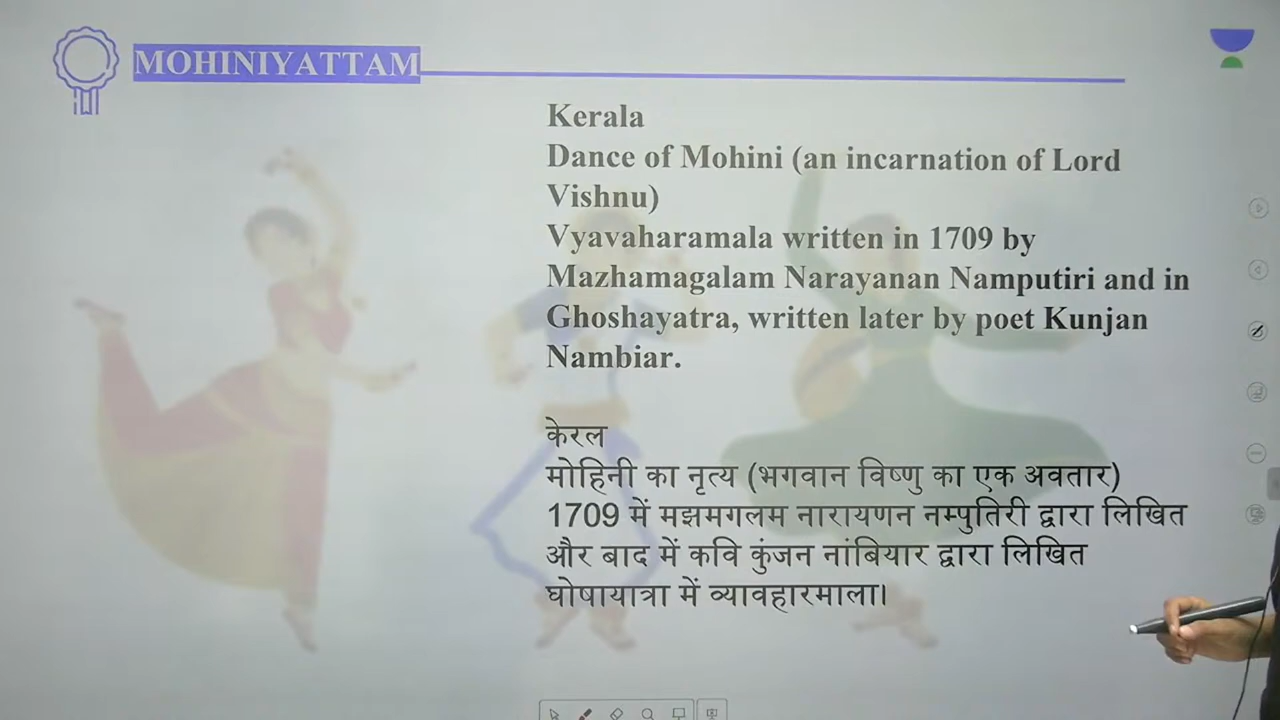 MOHINIYATTAM
Kerala
Dance of Mohini (an incarnation of Lord
Vishnu)
Vyavaharamala written in 1709 by
Mazhamagalam Narayanan Namputiri and in
Ghoshayatra, written later by poet Kunjan
Nambiar.
केरल
मोहिनी का नृत्य (भगवान विष्णु का एक अवतार)
1709 में मझमगलम नारायणन नम्पुतिरी द्वारा लिखित
और बाद में कवि कुंजन नांबियार द्वारा लिखित
घोषायात्रा में व्यावहारमाला।